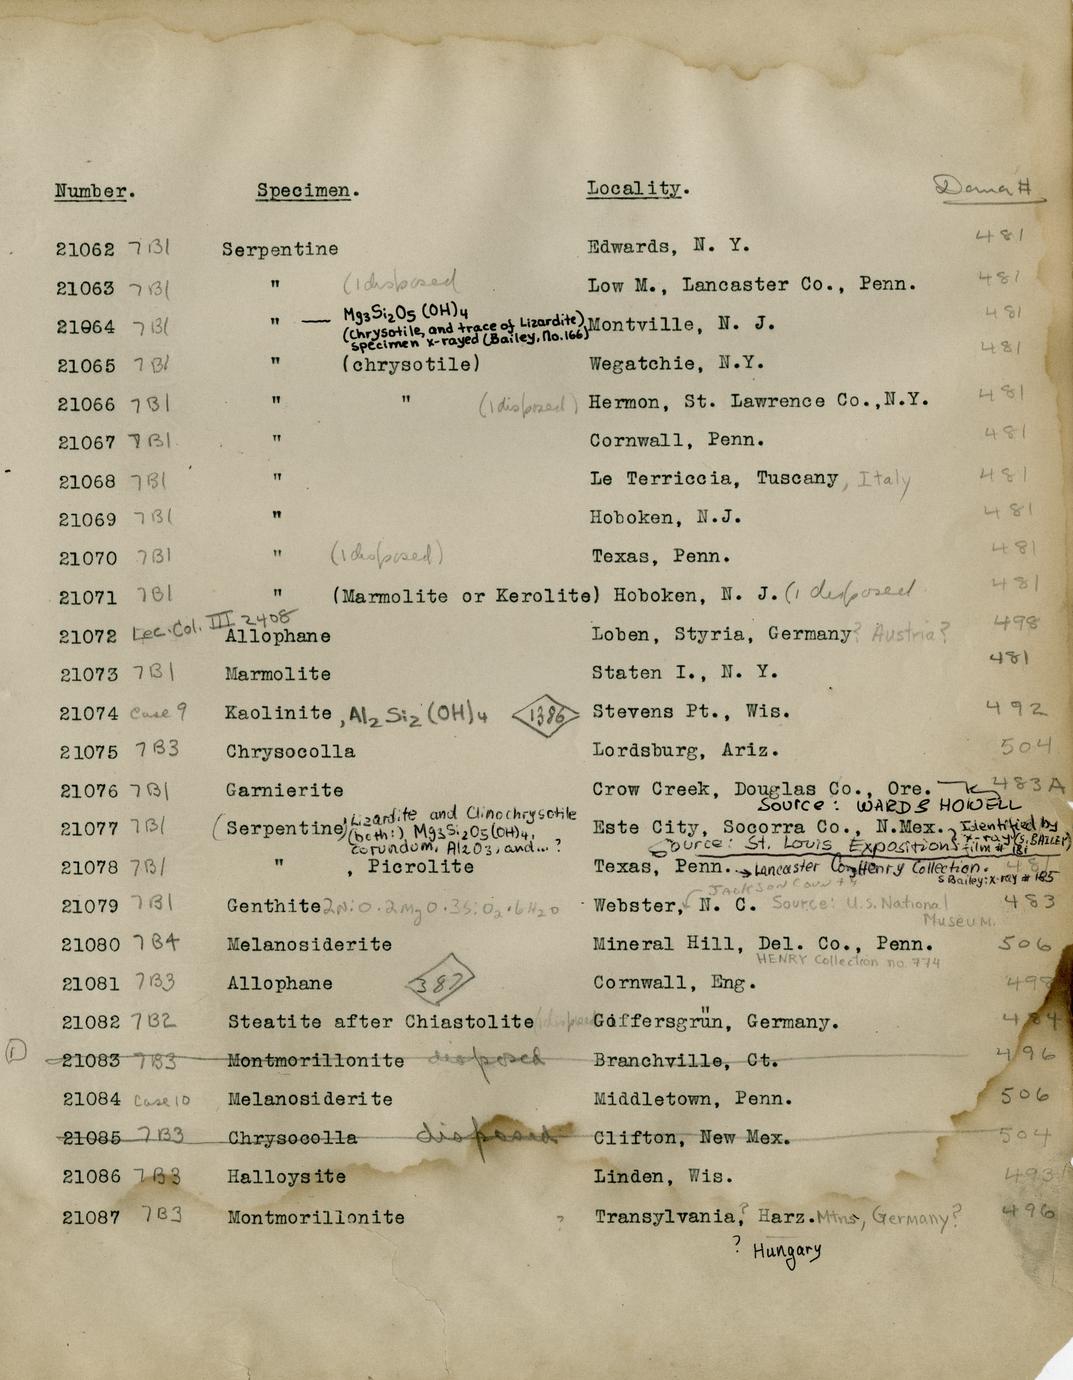 Number. Specimen. Locality. Dana #
21062 7B1 Serpentine Edwards, N. Y. 481
21063 7B1 " (1 disposed Low M., Lancaster Co., Penn. 481
21064 7B1 " — Mg3Si2O5(OH)4 Montville, N. J. 481
(chrysotile, and trace of Lizardite)
specimen x-rayed (Bailey, No.166)
21065 7B1 " (chrysotile) Wegatchie, N.Y. 481
21066 7B1 " " (1 disposed) Hermon, St. Lawrence Co.,N.Y. 481
21067 7B1 " Cornwall, Penn. 481
21068 7B1 " Le Terriccia, Tuscany, Italy 481
21069 7B1 " Hoboken, N.J. 481
21070 7B1 " (1 disposed) Texas, Penn. 481
21071 7B1 " (Marmolite or Kerolite) Hoboken, N. J. (1 disposed 481
21072 Lec. Col. III 2408 Allophane Loben, Styria, Germany? Austria? 498
21073 7B1 Marmolite Staten I., N. Y. 481
21074 Case 9 Kaolinite, Al2Si2(OH)4 1386 Stevens Pt., Wis. 492
21075 7B3 Chrysocolla Lordsburg, Ariz. 504
21076 7B1 Garnierite Crow Creek, Douglas Co., Ore. 483A
Source: WARDS HOWELL
21077 7B1 (Serpentine) Lizardite and Clinochrysotile Este City, Socorra Co., N.Mex. Identified by
(both:) Mg3Si2O5(OH)4, x-ray (S. BAILEY)
corundum, Al2O3, and...? Source: St. Louis Exposition film # 181
21078 7B1 " , Picrolite Texas, Penn. → Lancaster Co., Henry Collection. 481
S Bailey: x-ray # 185
JACKSON County
21079 7B1 Genthite 2NiO·2MgO·3SiO2·6H2O Webster, N. C. Source: U.S. National 483
Museum.
21080 7B4 Melanosiderite Mineral Hill, Del. Co., Penn. 506
HENRY Collection no. 774
21081 7B3 Allophane 387 Cornwall, Eng. 498
21082 7B2 Steatite after Chiastolite Göffersgrün, Germany. 484
1 21083 7B3 Montmorillonite disposed Branchville, Ct. 496
21084 Case 10 Melanosiderite Middletown, Penn. 506
21085 7B3 Chrysocolla disposed Clifton, New Mex. 504
21086 7B3 Halloysite Linden, Wis. 493
21087 7B3 Montmorillonite ? Transylvania,? Harz. Mtns, Germany? 496
? Hungary